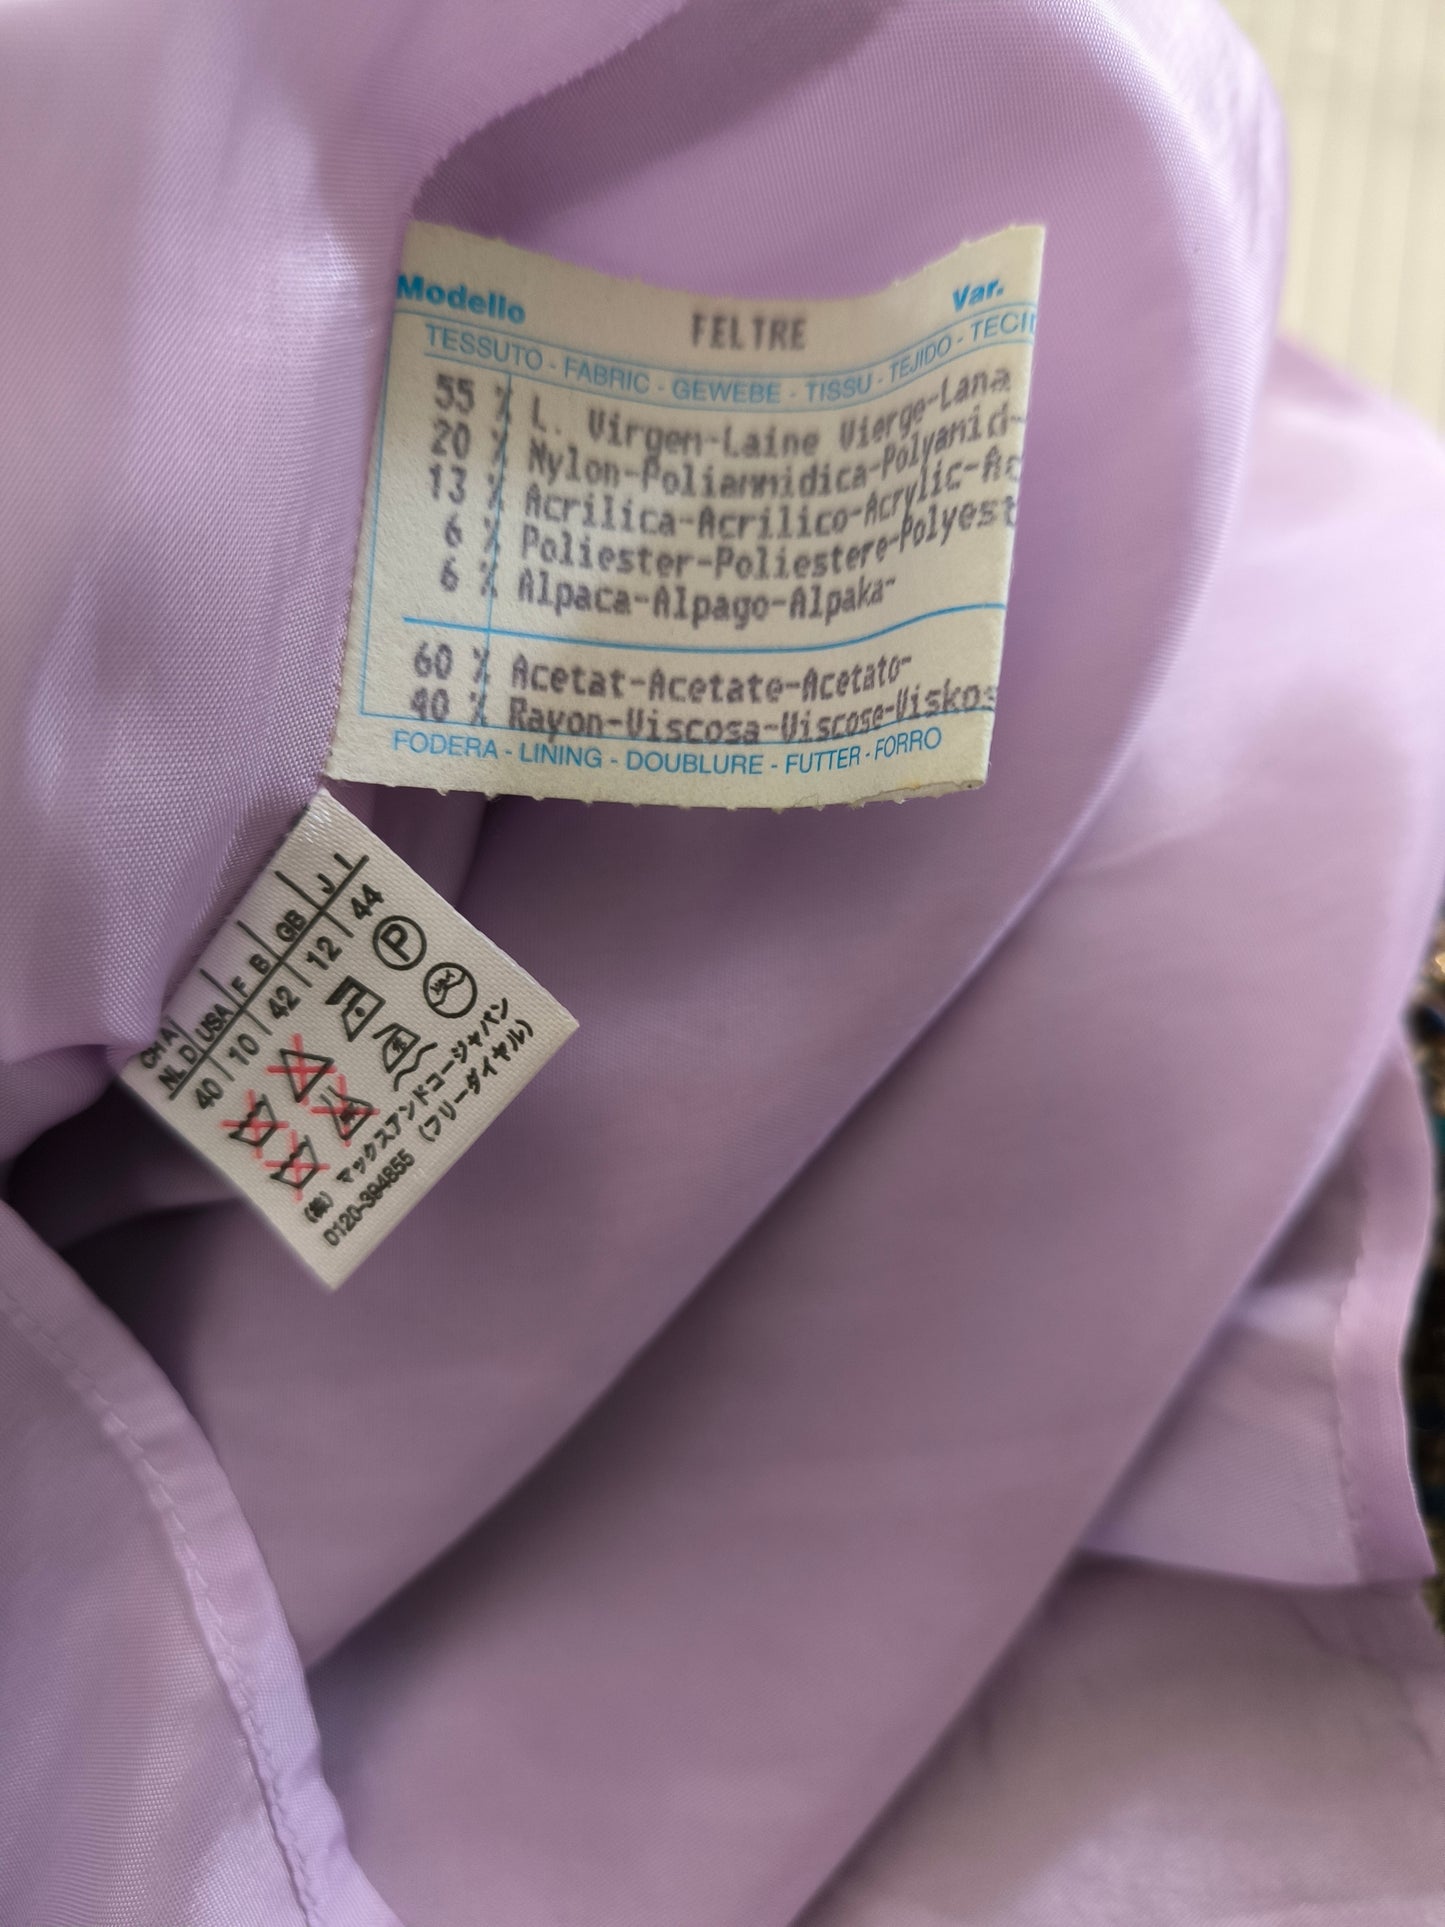 Modello FELTRE Var.
TESSUTO - FABRIC - GEWEBE - TISSU - TEJIDO - TECI
55 % L. Virgen-Laine Vierge-Lana
20 % Nylon-Poliammidica-Polyamid-
13 % Acrilica-Acrilico-Acrylic-Ac
6 % Poliester-Poliestere-Polyest
6 % Alpaca-Alpago-Alpaka-
60 % Acetat-Acetate-Acetato-
40 % Rayon-Viscosa-Viscose-Viskos
FODERA - LINING - DOUBLURE - FUTTER - FORRO
CH A NL D USA F B GB J I
40 10 42 12 44
P
(株) マックスアンドコージャパン
0120-394855 (フリーダイヤル)